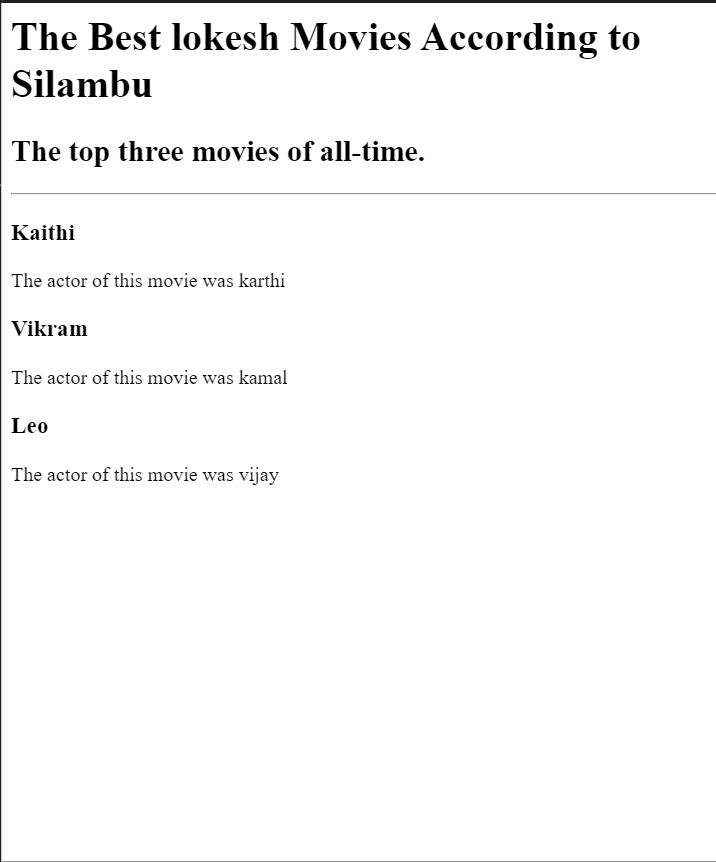 The Best lokesh Movies According to
Silambu
The top three movies of all-time.
Kaithi
The actor of this movie was karthi
Vikram
The actor of this movie was kamal
Leo
The actor of this movie was vijay